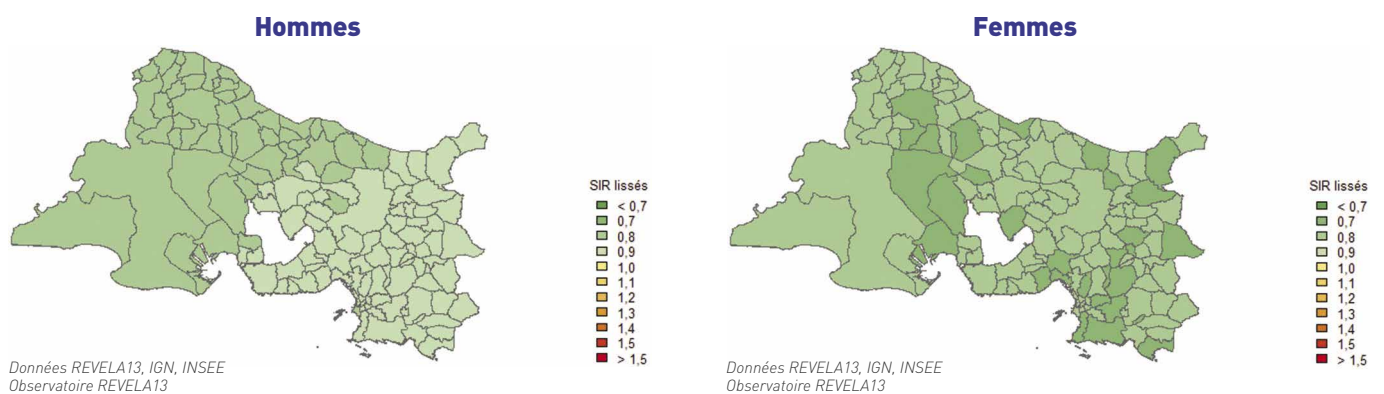 Hommes
SIR lissés
< 0,7
0,7
0,8
0,9
1,0
1,1
1,2
1,3
1,4
1,5
> 1,5
Données REVELA13, IGN, INSEE
Observatoire REVELA13
Femmes
SIR lissés
< 0,7
0,7
0,8
0,9
1,0
1,1
1,2
1,3
1,4
1,5
> 1,5
Données REVELA13, IGN, INSEE
Observatoire REVELA13